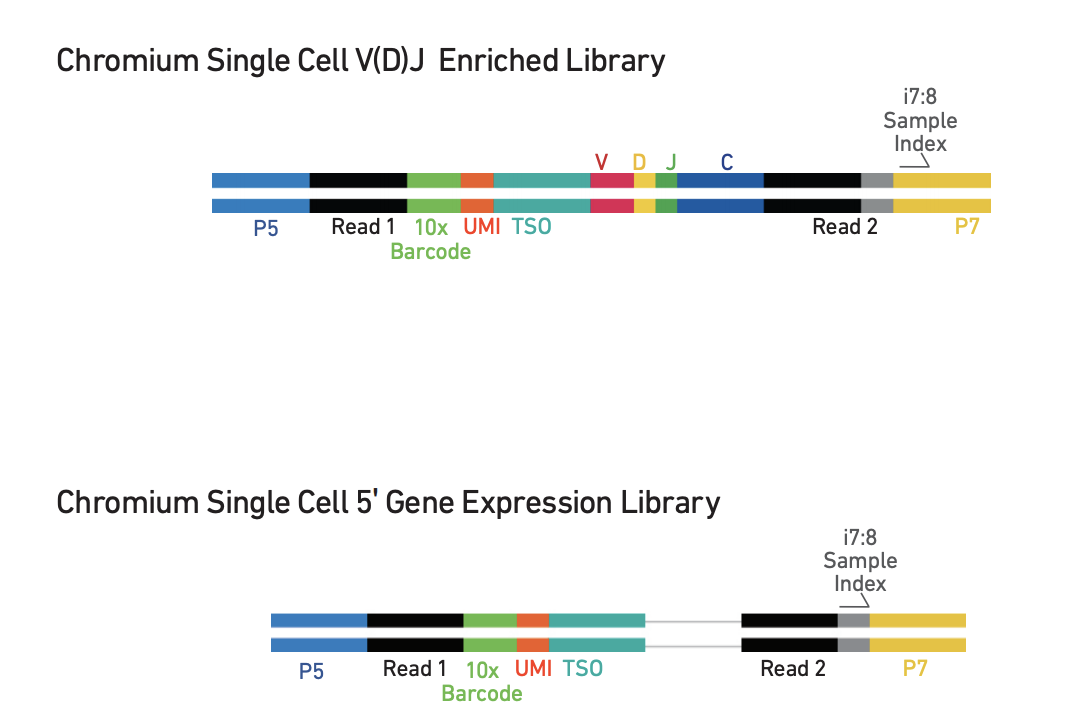 Chromium Single Cell V(D)J Enriched Library
i7:8
Sample
Index
V D J C
P5 Read 1 10x UMI TSO Read 2 P7
Barcode
Chromium Single Cell 5' Gene Expression Library
i7:8
Sample
Index
P5 Read 1 10x UMI TSO Read 2 P7
Barcode